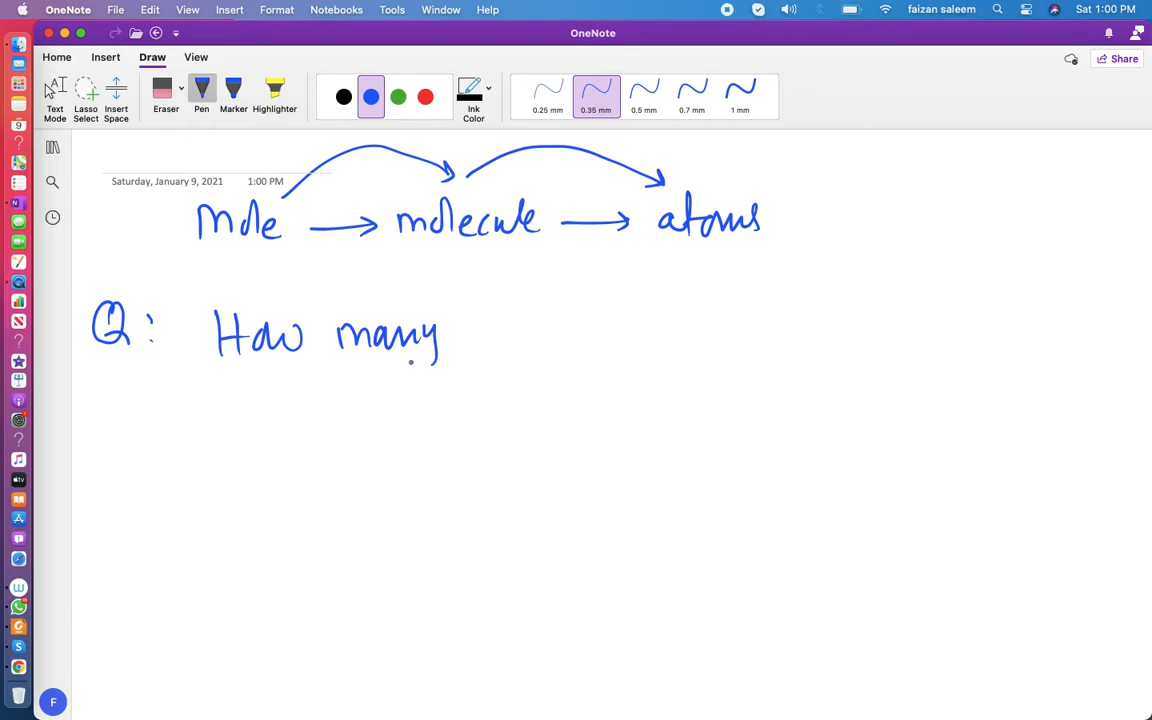 OneNote File Edit View Insert Format Notebooks Tools Window Help faizan saleem Sat 1:00 PM
OneNote
Home Insert Draw View Share
Text Mode Lasso Select Insert Space Eraser Pen Marker Highlighter Ink Color 0.25 mm 0.35 mm 0.5 mm 0.7 mm 1 mm
Saturday, January 9, 2021 1:00 PM
Mole → molecule → atoms
Q: How many
F